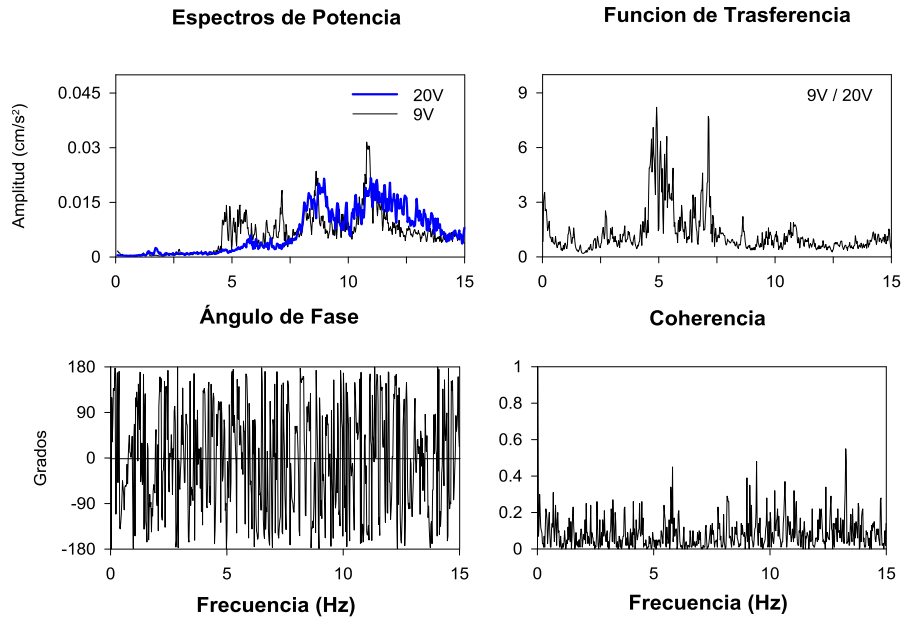 Espectros de Potencia
Funcion de Trasferencia
Amplitud (cm/s²)
0.045
0.03
0.015
0
20V
9V
0 5 10 15
9
6
3
0
9V / 20V
0 5 10 15
Ángulo de Fase
Coherencia
Grados
180
90
0
-90
-180
0 5 10 15
Frecuencia (Hz)
1
0.8
0.6
0.4
0.2
0
0 5 10 15
Frecuencia (Hz)